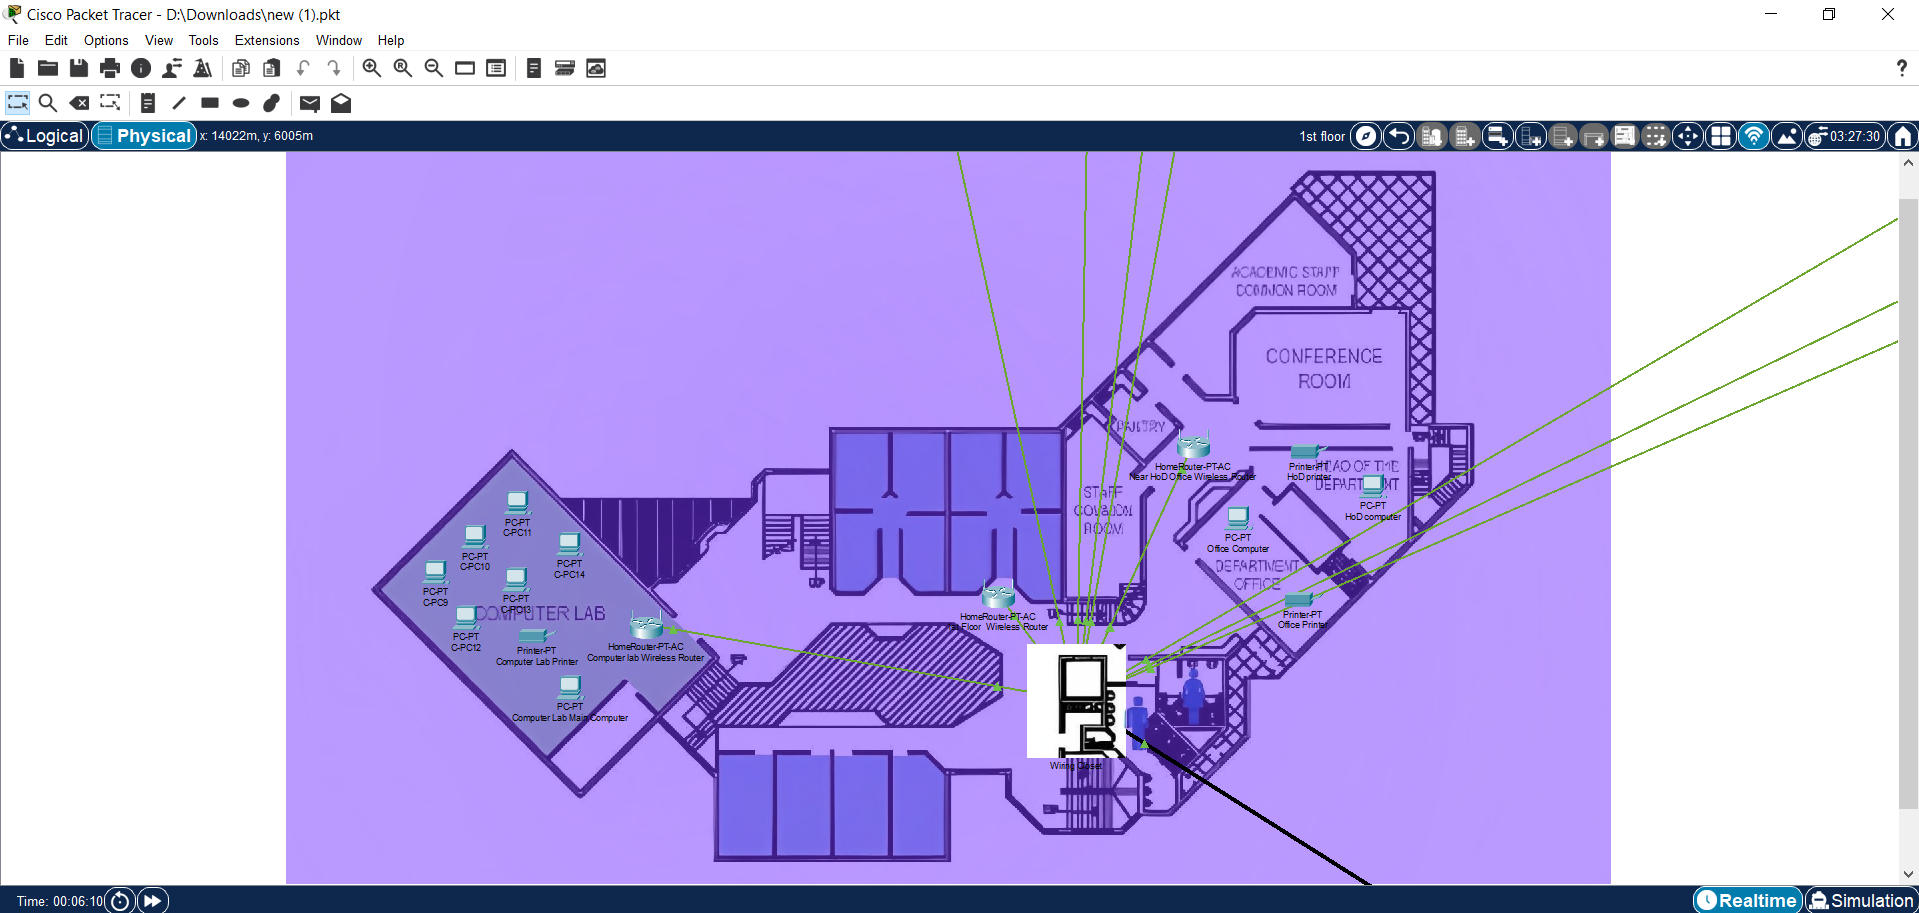 Cisco Packet Tracer - D:\Downloads\new (1).pkt
File Edit Options View Tools Extensions Window Help
?
Logical Physical x: 14022m, y: 6005m 1st floor 03:27:30
ACADEMIC STAFF
COMMON ROOM
CONFERENCE
ROOM
PANTRY
HomeRouter-PT-AC
Near HoD Office Wireless Router
Printer-PT
HoD printer
HEAD OF THE
DEPARTMENT
PC-PT
HoD computer
STAFF
COMMON
ROOM
PC-PT
Office Computer
DEPARTMENT
OFFICE
Printer-PT
Office Printer
PC-PT
C-PC11
PC-PT
C-PC10
PC-PT
C-PC14
PC-PT
C-PC9
PC-PT
C-PC13
COMPUTER LAB
PC-PT
C-PC12
Printer-PT
Computer Lab Printer
HomeRouter-PT-AC
Computer lab Wireless Router
PC-PT
Computer Lab Main Computer
HomeRouter-PT-AC
Floor Wireless Router
Wiring Closet
Time: 00:06:10 Realtime Simulation